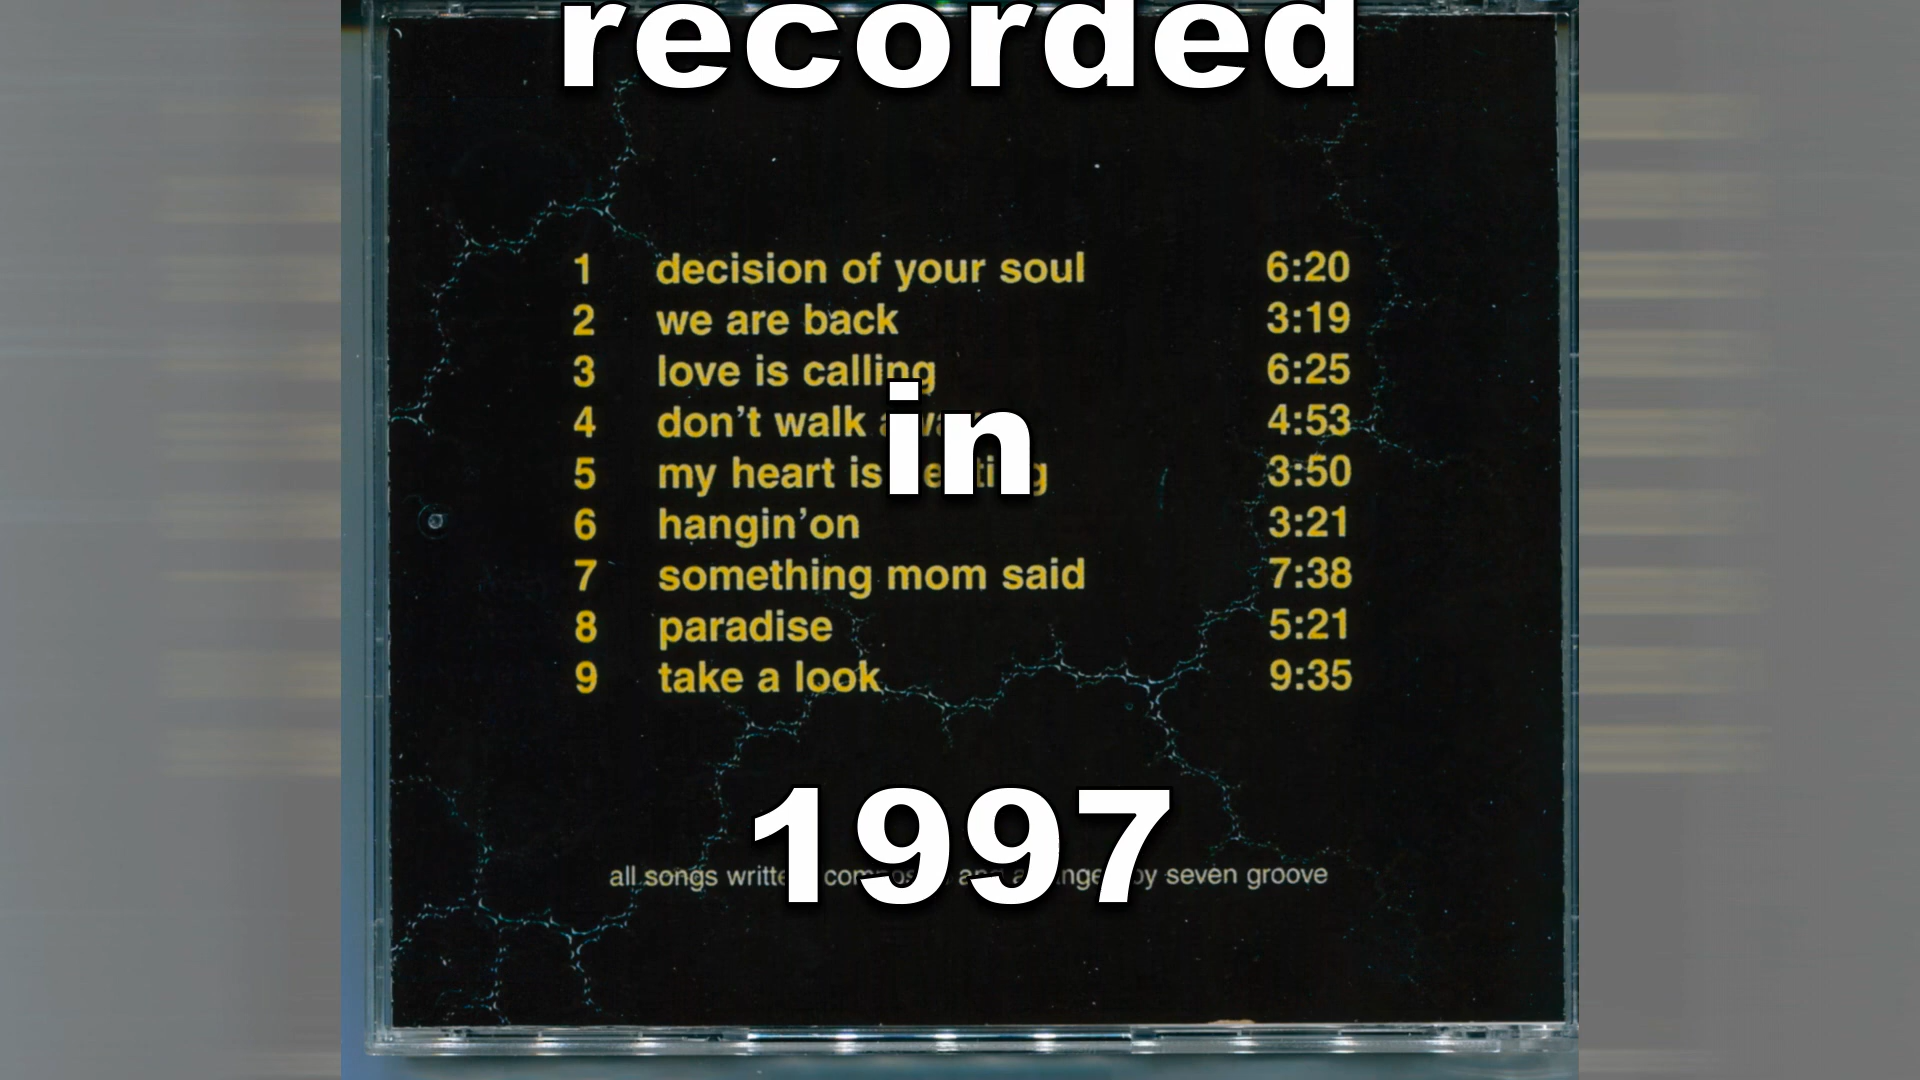 recorded
1 decision of your soul 6:20
2 we are back 3:19
3 love is calling 6:25
4 don't walk 4:53
in
5 my heart is 3:50
6 hangin'on 3:21
7 something mom said 7:38
8 paradise 5:21
9 take a look 9:35
1997
all songs by seven groove